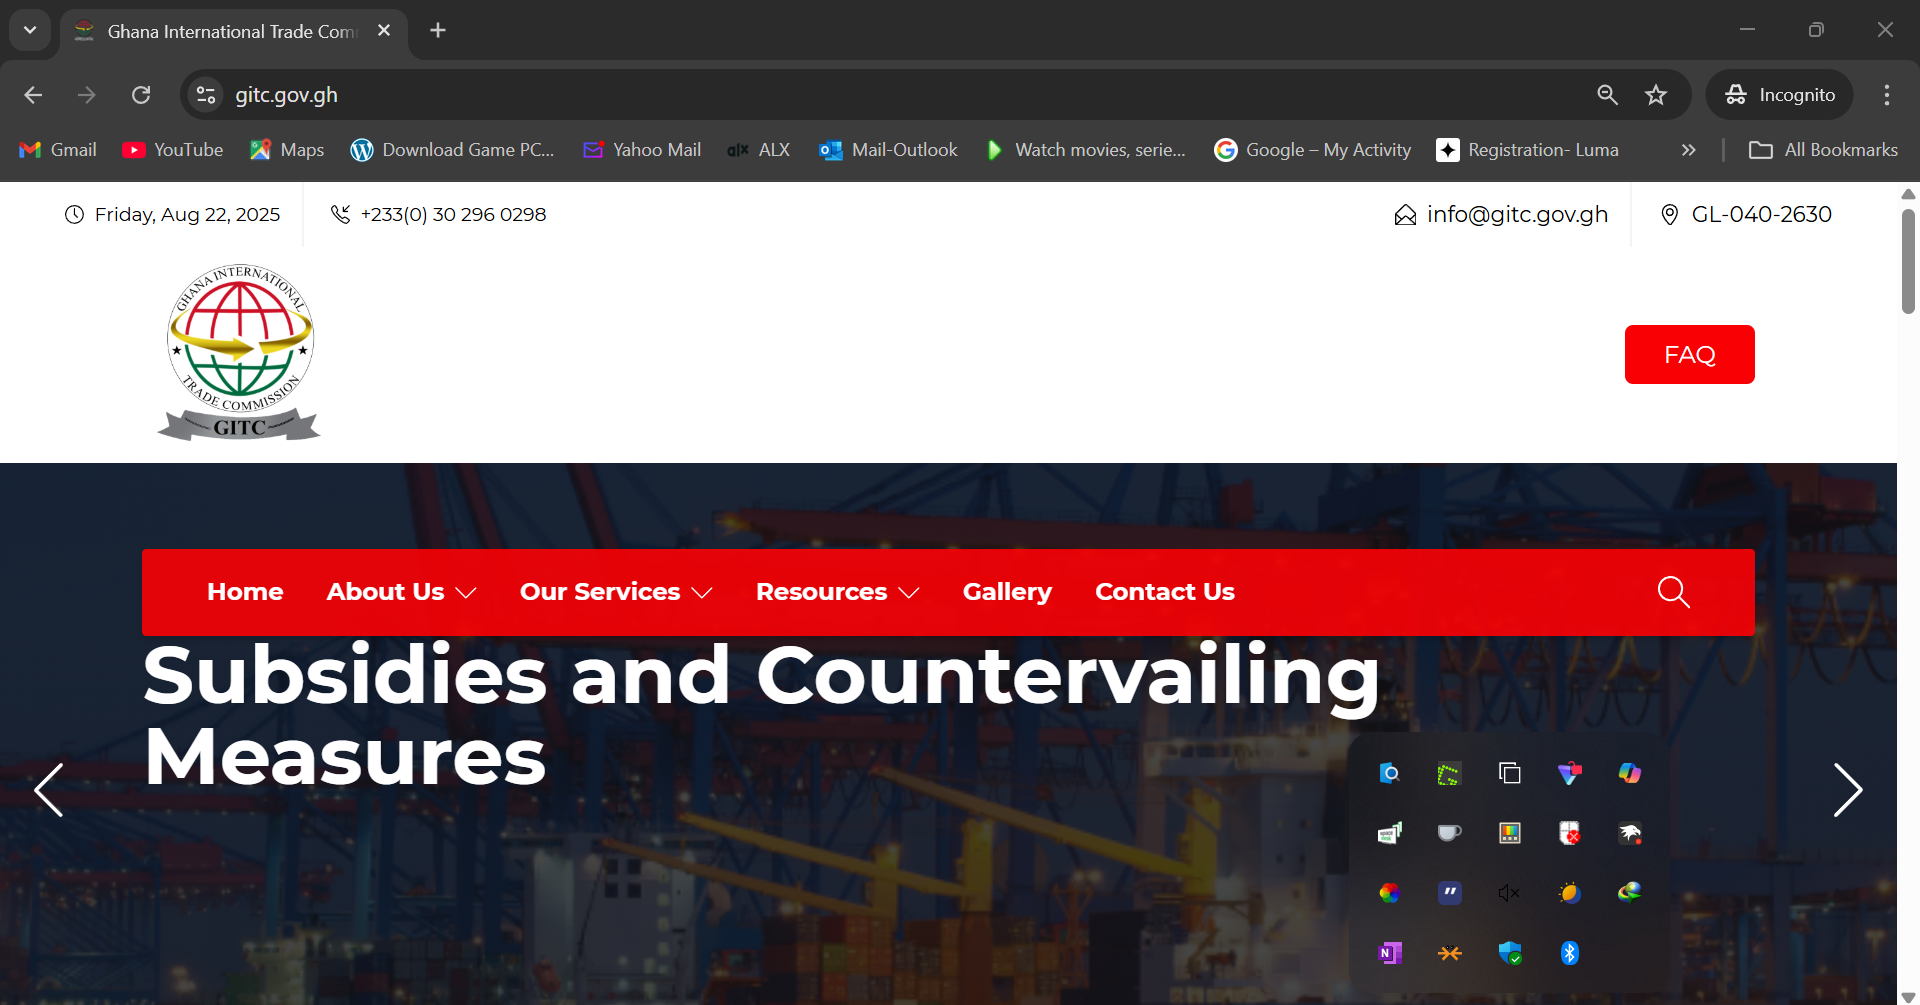 Ghana International Trade Com
gitc.gov.gh
Incognito
Gmail
YouTube
Maps
Download Game PC...
Yahoo Mail
alx ALX
Mail-Outlook
Watch movies, serie...
Google – My Activity
Registration- Luma
All Bookmarks
Friday, Aug 22, 2025
+233(0) 30 296 0298
info@gitc.gov.gh
GL-040-2630
GHANA INTERNATIONAL
TRADE COMMISSION
GITC
FAQ
Home
About Us
Our Services
Resources
Gallery
Contact Us
Subsidies and Countervailing
Measures